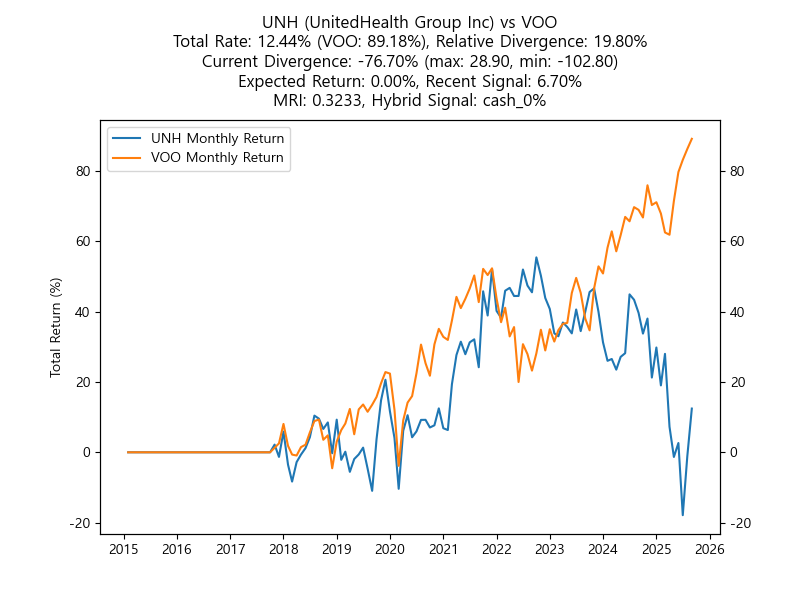 UNH (UnitedHealth Group Inc) vs VOO
Total Rate: 12.44% (VOO: 89.18%), Relative Divergence: 19.80%
Current Divergence: -76.70% (max: 28.90, min: -102.80)
Expected Return: 0.00%, Recent Signal: 6.70%
MRI: 0.3233, Hybrid Signal: cash_0%
UNH Monthly Return
VOO Monthly Return
Total Return (%)
80 80
60 60
40 40
20 20
0 0
-20 -20
2015 2016 2017 2018 2019 2020 2021 2022 2023 2024 2025 2026